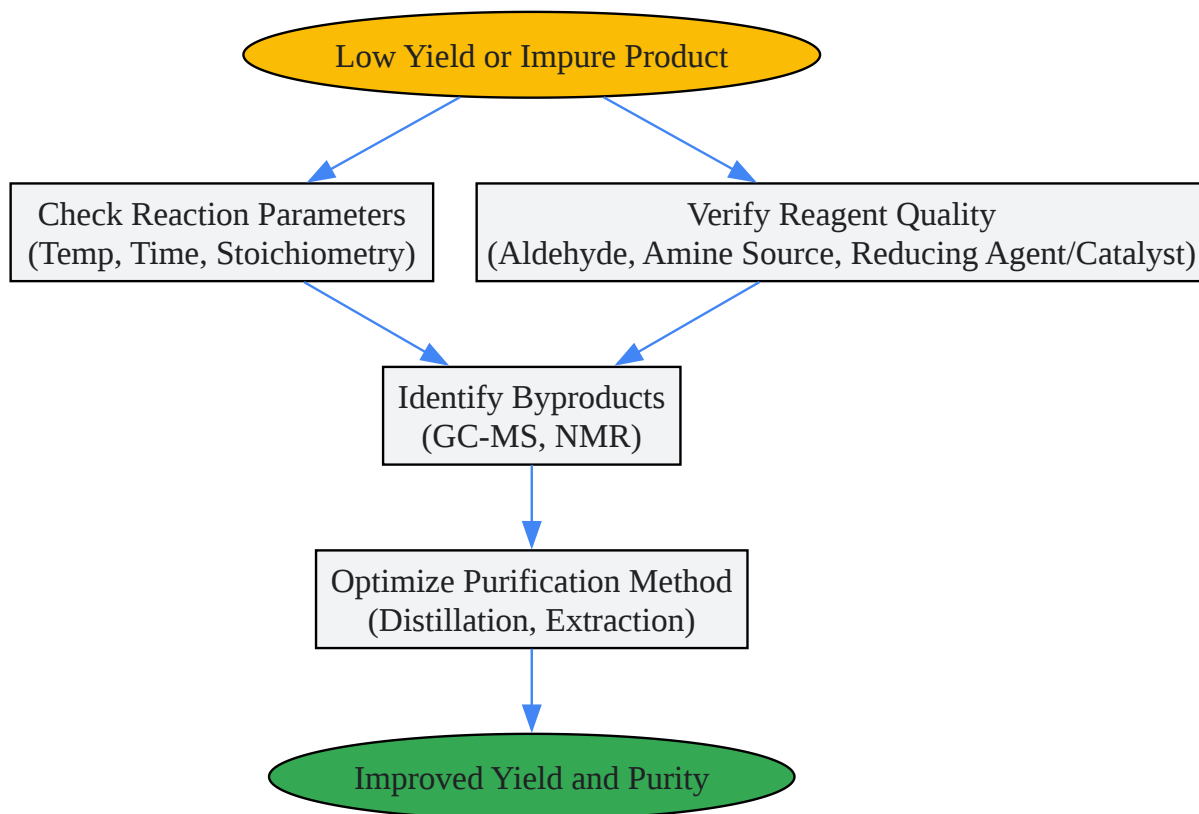 Low Yield or Impure Product
Check Reaction Parameters
(Temp, Time, Stoichiometry)
Verify Reagent Quality
(Aldehyde, Amine Source, Reducing Agent/Catalyst)
Identify Byproducts
(GC-MS, NMR)
Optimize Purification Method
(Distillation, Extraction)
Improved Yield and Purity